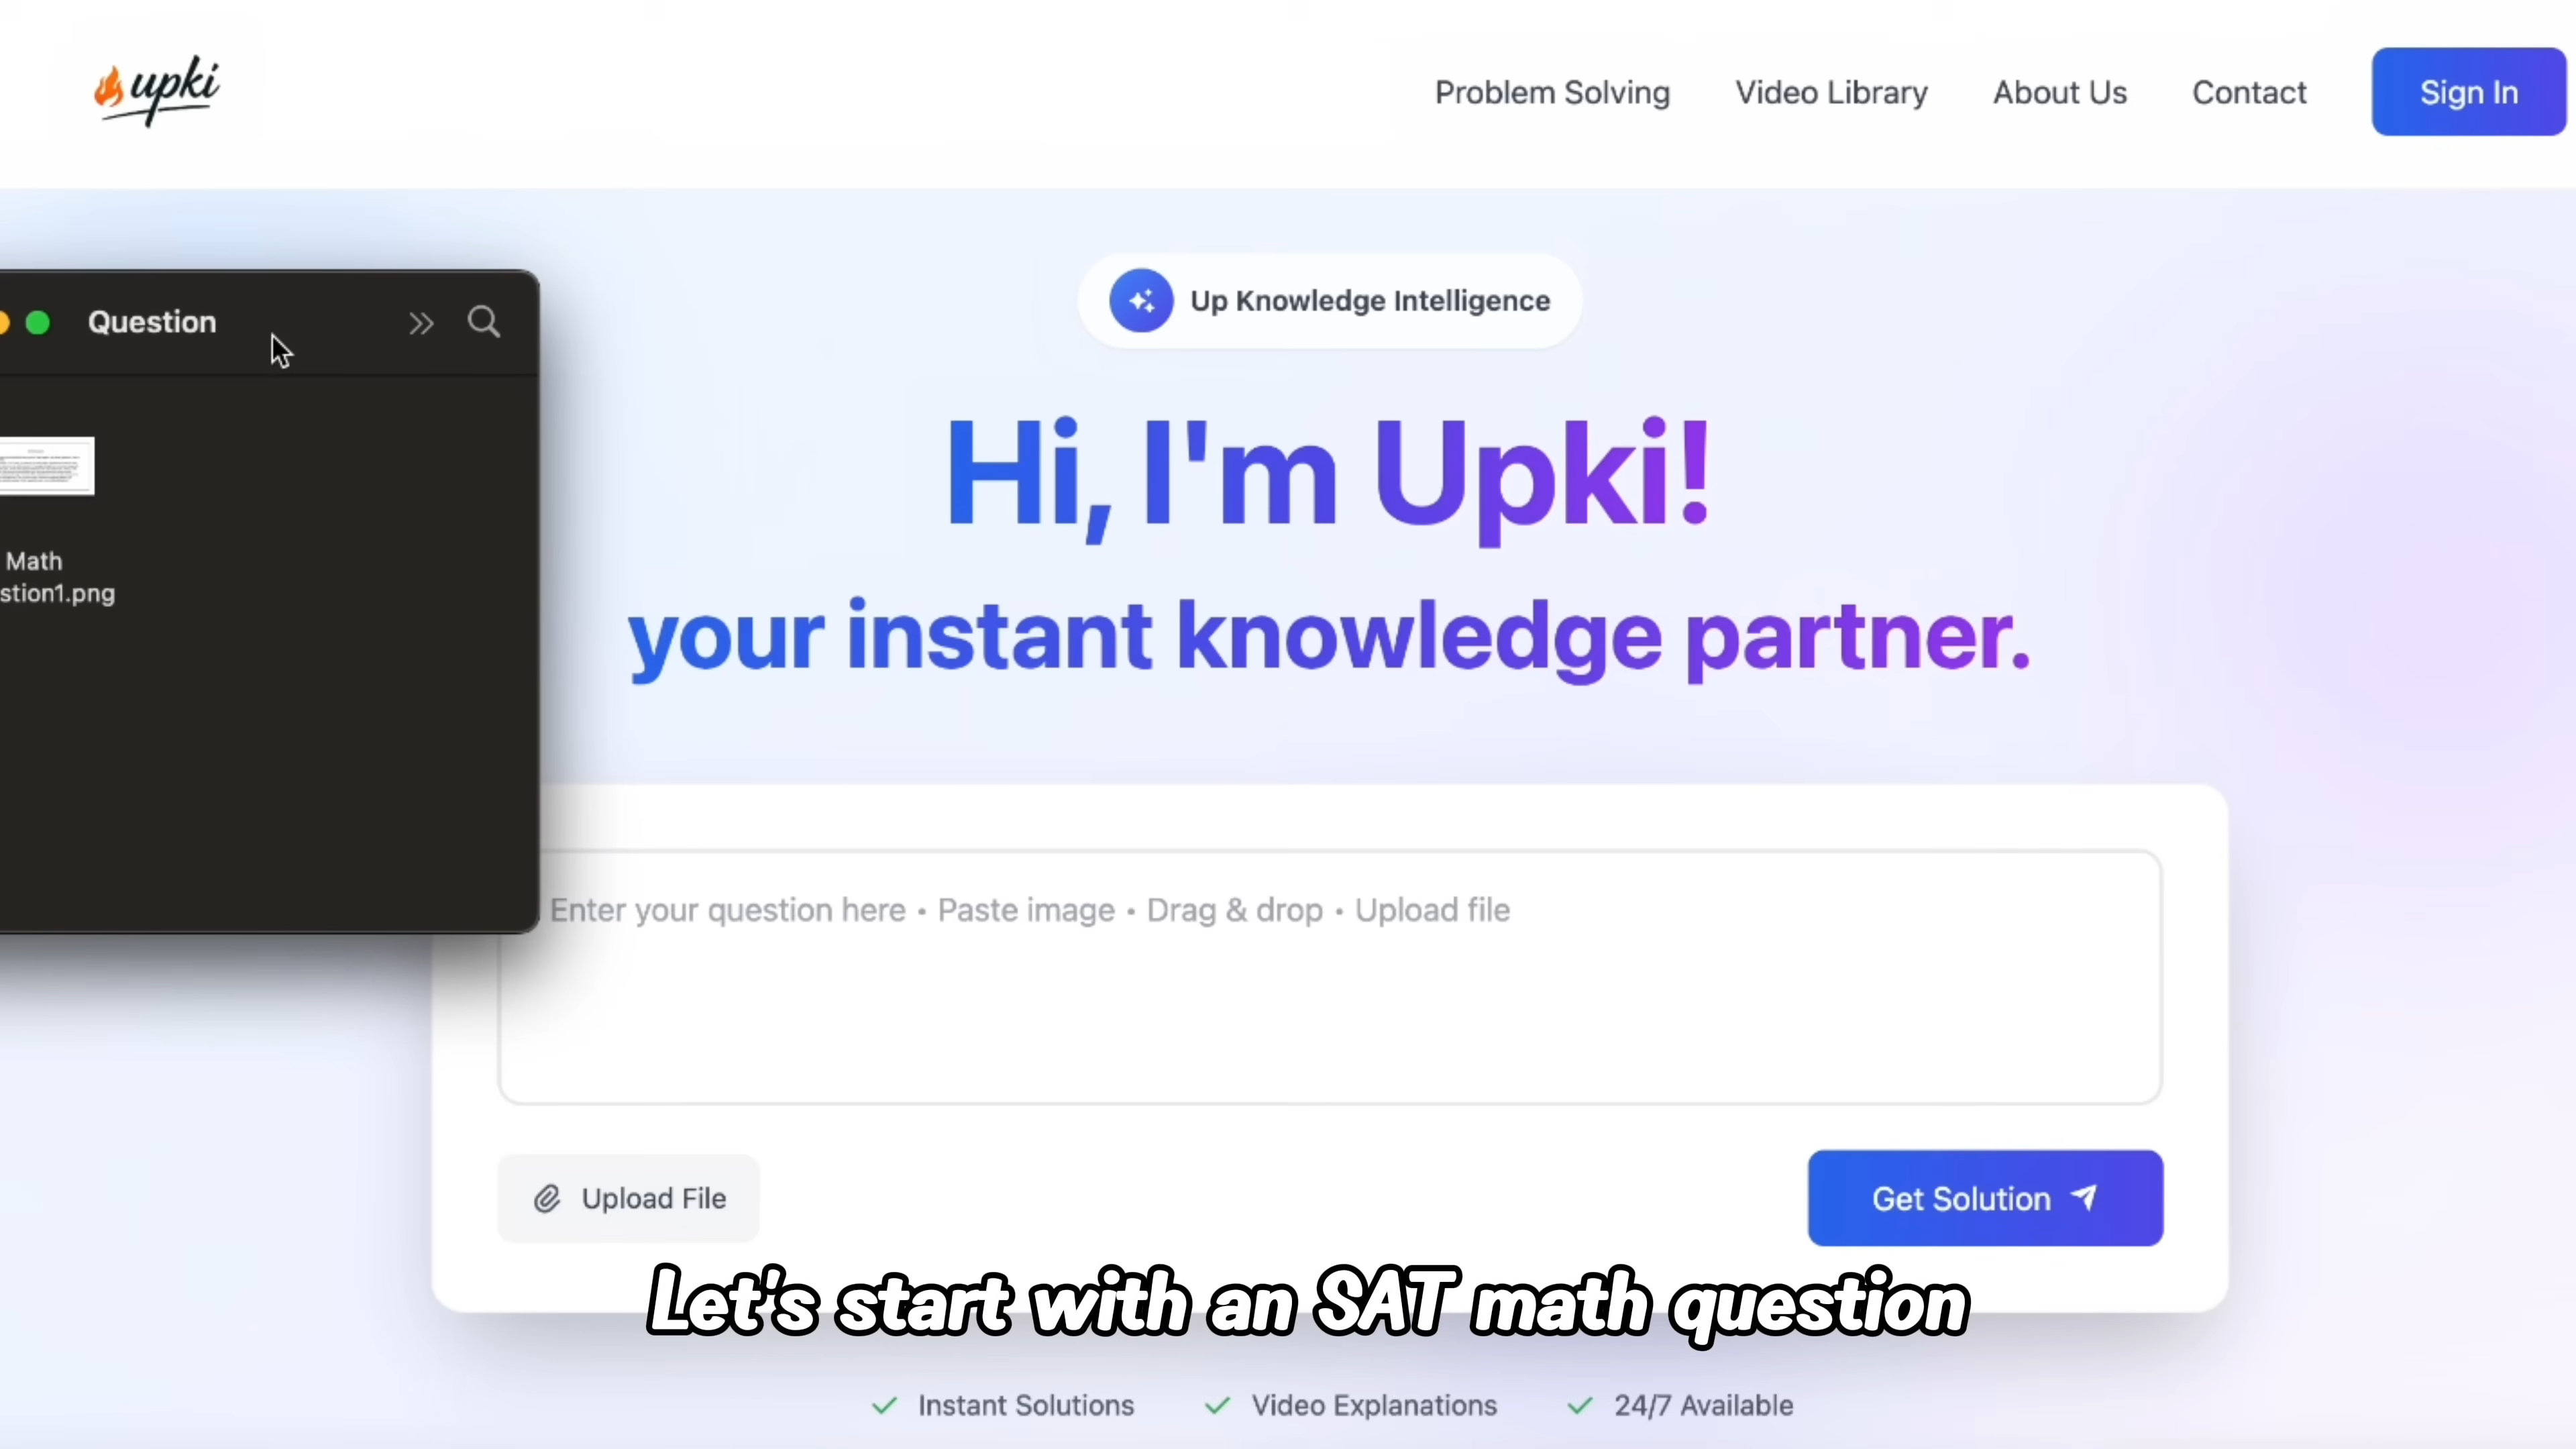 upki
Problem Solving
Video Library
About Us
Contact
Sign In
Question
Up Knowledge Intelligence
Hi, I'm Upki!
your instant knowledge partner.
Math
stion1.png
Enter your question here • Paste image • Drag & drop • Upload file
Upload File
Get Solution
Let's start with an SAT math question
Instant Solutions
Video Explanations
24/7 Available